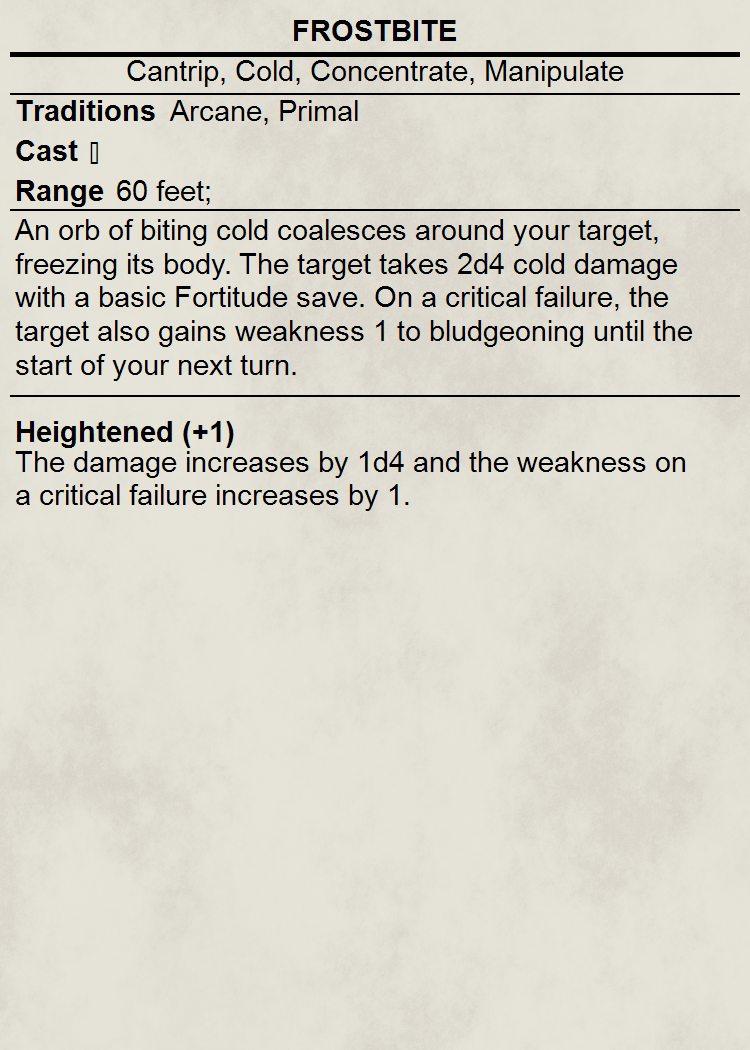 FROSTBITE
Cantrip, Cold, Concentrate, Manipulate
Traditions Arcane, Primal
Cast
Range 60 feet;
An orb of biting cold coalesces around your target,
freezing its body. The target takes 2d4 cold damage
with a basic Fortitude save. On a critical failure, the
target also gains weakness 1 to bludgeoning until the
start of your next turn.
Heightened (+1)
The damage increases by 1d4 and the weakness on
a critical failure increases by 1.